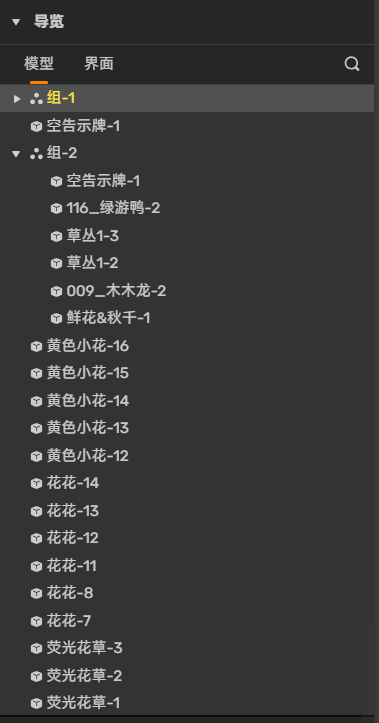 导览
模型 界面
组-1
空告示牌-1
组-2
空告示牌-1
116_绿游鸭-2
草丛1-3
草丛1-2
009_木木龙-2
鲜花&秋千-1
黄色小花-16
黄色小花-15
黄色小花-14
黄色小花-13
黄色小花-12
花花-14
花花-13
花花-12
花花-11
花花-8
花花-7
荧光花草-3
荧光花草-2
荧光花草-1